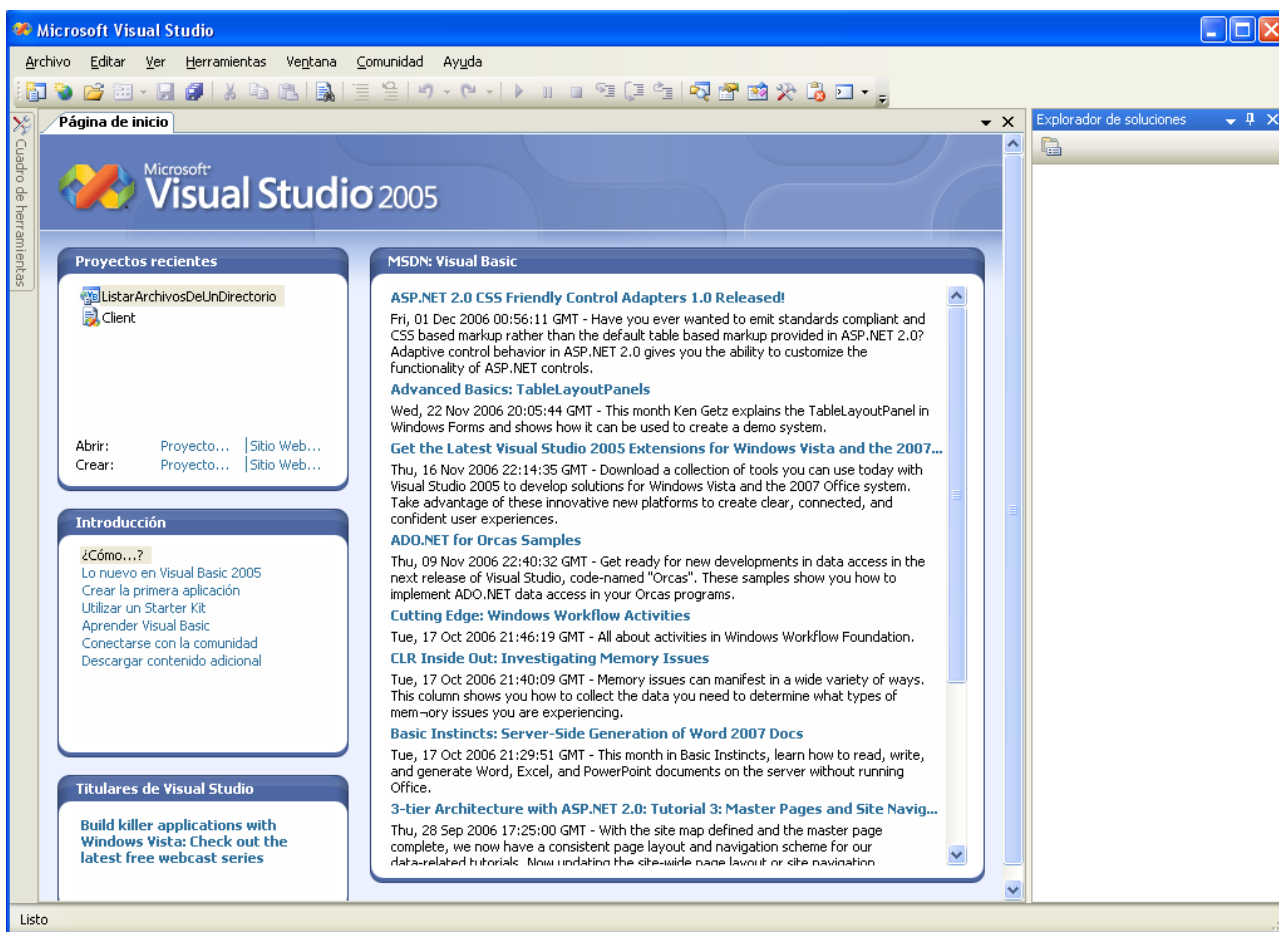 Microsoft Visual Studio
Archivo Editar Ver Herramientas Ventana Comunidad Ayuda
Cuadro de herramientas
Página de inicio
Explorador de soluciones
Microsoft
Visual Studio 2005
Proyectos recientes
ListarArchivosDeUnDirectorio
Client
Abrir: Proyecto... Sitio Web...
Crear: Proyecto... Sitio Web...
Introducción
¿Cómo...?
Lo nuevo en Visual Basic 2005
Crear la primera aplicación
Utilizar un Starter Kit
Aprender Visual Basic
Conectarse con la comunidad
Descargar contenido adicional
Titulares de Visual Studio
Build killer applications with
Windows Vista: Check out the
latest free webcast series
MSDN: Visual Basic
ASP.NET 2.0 CSS Friendly Control Adapters 1.0 Released!
Fri, 01 Dec 2006 00:56:11 GMT - Have you ever wanted to emit standards compliant and
CSS based markup rather than the default table based markup provided in ASP.NET 2.0?
Adaptive control behavior in ASP.NET 2.0 gives you the ability to customize the
functionality of ASP.NET controls.
Advanced Basics: TableLayoutPanels
Wed, 22 Nov 2006 20:05:44 GMT - This month Ken Getz explains the TableLayoutPanel in
Windows Forms and shows how it can be used to create a demo system.
Get the Latest Visual Studio 2005 Extensions for Windows Vista and the 2007...
Thu, 16 Nov 2006 22:14:35 GMT - Download a collection of tools you can use today with
Visual Studio 2005 to develop solutions for Windows Vista and the 2007 Office system.
Take advantage of these innovative new platforms to create clear, connected, and
confident user experiences.
ADO.NET for Orcas Samples
Thu, 09 Nov 2006 22:40:32 GMT - Get ready for new developments in data access in the
next release of Visual Studio, code-named "Orcas". These samples show you how to
implement ADO.NET data access in your Orcas programs.
Cutting Edge: Windows Workflow Activities
Tue, 17 Oct 2006 21:46:19 GMT - All about activities in Windows Workflow Foundation.
CLR Inside Out: Investigating Memory Issues
Tue, 17 Oct 2006 21:40:09 GMT - Memory issues can manifest in a wide variety of ways.
This column shows you how to collect the data you need to determine what types of
mem¬ory issues you are experiencing.
Basic Instincts: Server-Side Generation of Word 2007 Docs
Tue, 17 Oct 2006 21:29:51 GMT - This month in Basic Instincts, learn how to read, write,
and generate Word, Excel, and PowerPoint documents on the server without running
Office.
3-tier Architecture with ASP.NET 2.0: Tutorial 3: Master Pages and Site Navig...
Thu, 28 Sep 2006 17:25:00 GMT - With the site map defined and the master page
complete, we now have a consistent page layout and navigation scheme for our
data-related tutorials. Now updating the site-wide page layout or site navigation
Listo